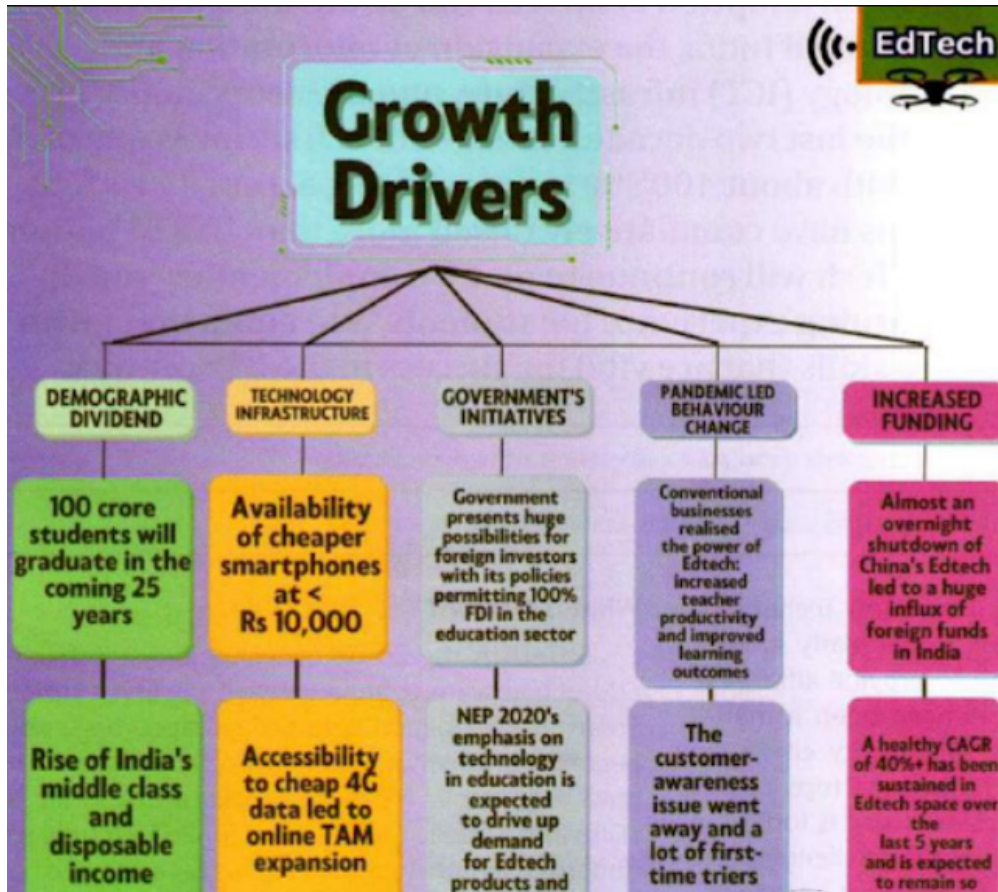 EdTech
Growth
Drivers
DEMOGRAPHIC
DIVIDEND
100 crore
students will
graduate in the
coming 25
years
Rise of India's
middle class
and
disposable
income
TECHNOLOGY
INFRASTRUCTURE
Availability
of cheaper
smartphones
at <
Rs 10,000
Accessibility
to cheap 4G
data led to
online TAM
expansion
GOVERNMENT'S
INITIATIVES
Government
presents huge
possibilities for
foreign investors
with its policies
permitting 100%
FDI in the
education sector
NEP 2020's
emphasis on
technology
in education is
expected
to drive up
demand
for Edtech
products and
PANDEMIC LED
BEHAVIOUR
CHANGE
Conventional
businesses
realised
the power of
Edtech:
increased
teacher
productivity
and improved
learning
outcomes
The
customer-
awareness
issue went
away and a
lot of first-
time triers
INCREASED
FUNDING
Almost an
overnight
shutdown of
China's Edtech
led to a huge
influx of
foreign funds
in India
A healthy CAGR
of 40%+ has been
sustained in
Edtech space over
the
last 5 years
and is expected
to remain so